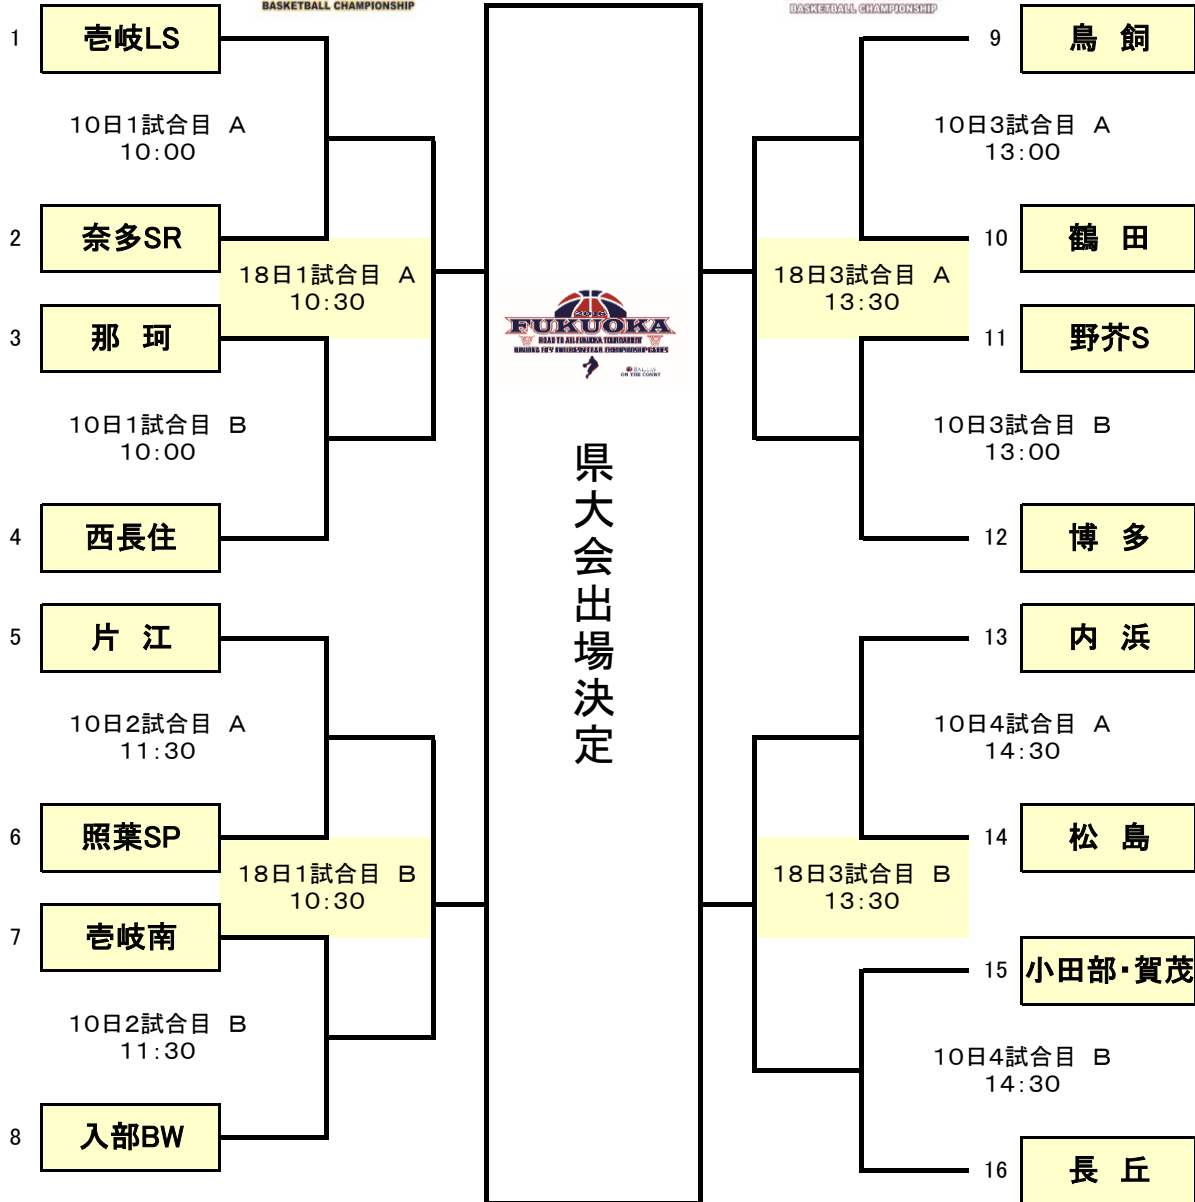 BASKETBALL CHAMPIONSHIP
BASKETBALL CHAMPIONSHIP
1 壱岐LS
10日1試合目 A
10:00
2 奈多SR
18日1試合目 A
10:30
3 那 珂
10日1試合目 B
10:00
4 西長住
5 片 江
10日2試合目 A
11:30
6 照葉SP
18日1試合目 B
10:30
7 壱岐南
10日2試合目 B
11:30
8 入部BW
FUKUOKA
ROAD TO ALL FUKUOKA TOURNAMENT
ON THE COURT
県大会出場決定
9 鳥 飼
10日3試合目 A
13:00
10 鶴 田
18日3試合目 A
13:30
11 野芥S
10日3試合目 B
13:00
12 博 多
13 内 浜
10日4試合目 A
14:30
14 松 島
18日3試合目 B
13:30
15 小田部・賀茂
10日4試合目 B
14:30
16 長 丘